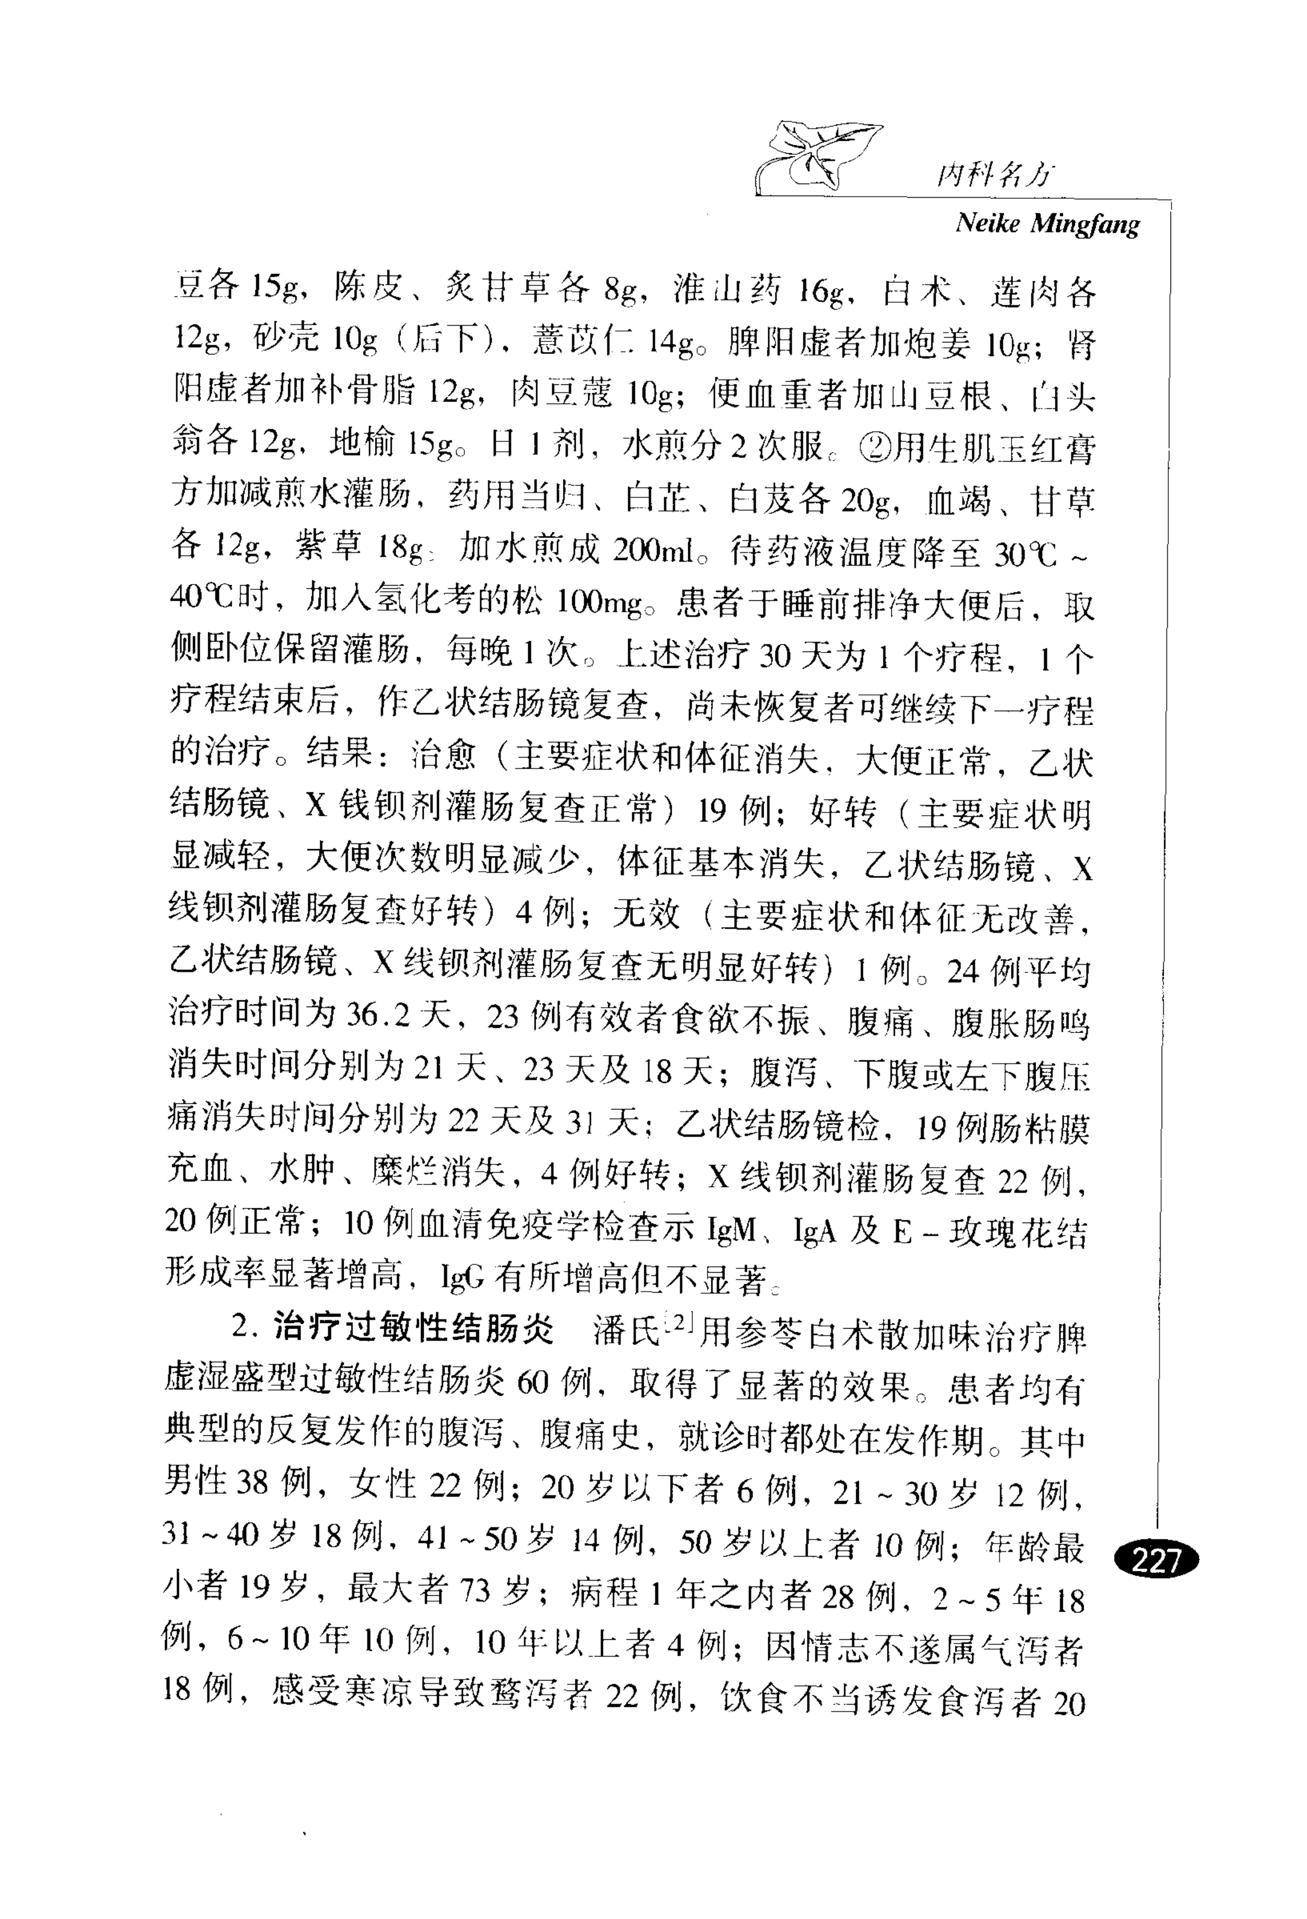 内科名方
Neike Mingfang
豆各 15g，陈皮、炙甘草各 8g，淮山药 16g，白术、莲肉各
12g，砂壳 10g（后下），薏苡仁 14g。脾阳虚者加炮姜 10g；肾
阳虚者加补骨脂 12g，肉豆蔻 10g；便血重者加山豆根、白头
翁各 12g，地榆 15g。日 1 剂，水煎分 2 次服。②用生肌玉红膏
方加减煎水灌肠，药用当归、白芷、白芨各 20g，血竭、甘草
各 12g，紫草 18g；加水煎成 200ml。待药液温度降至 30℃～
40℃时，加入氢化考的松 100mg。患者于睡前排净大便后，取
侧卧位保留灌肠，每晚 1 次。上述治疗 30 天为 1 个疗程，1 个
疗程结束后，作乙状结肠镜复查，尚未恢复者可继续下一疗程
的治疗。结果：治愈（主要症状和体征消失，大便正常，乙状
结肠镜、X 钱钡剂灌肠复查正常）19 例；好转（主要症状明
显减轻，大便次数明显减少，体征基本消失，乙状结肠镜、X
线钡剂灌肠复查好转）4 例；无效（主要症状和体征无改善，
乙状结肠镜、X 线钡剂灌肠复查无明显好转）1 例。24 例平均
治疗时间为 36.2 天，23 例有效者食欲不振、腹痛、腹胀肠鸣
消失时间分别为 21 天、23 天及 18 天；腹泻、下腹或左下腹压
痛消失时间分别为 22 天及 31 天；乙状结肠镜检，19 例肠粘膜
充血、水肿、糜烂消失，4 例好转；X 线钡剂灌肠复查 22 例，
20 例正常；10 例血清免疫学检查示 IgM、IgA 及 E－玫瑰花结
形成率显著增高，IgG 有所增高但不显著。
2. 治疗过敏性结肠炎　潘氏[2]用参苓白术散加味治疗脾
虚湿盛型过敏性结肠炎 60 例，取得了显著的效果。患者均有
典型的反复发作的腹泻、腹痛史，就诊时都处在发作期。其中
男性 38 例，女性 22 例；20 岁以下者 6 例，21～30 岁 12 例，
31～40 岁 18 例，41～50 岁 14 例，50 岁以上者 10 例；年龄最
小者 19 岁，最大者 73 岁；病程 1 年之内者 28 例，2～5 年 18
例，6～10 年 10 例，10 年以上者 4 例；因情志不遂属气泻者
18 例，感受寒凉导致鹜泻者 22 例，饮食不当诱发食泻者 20
227